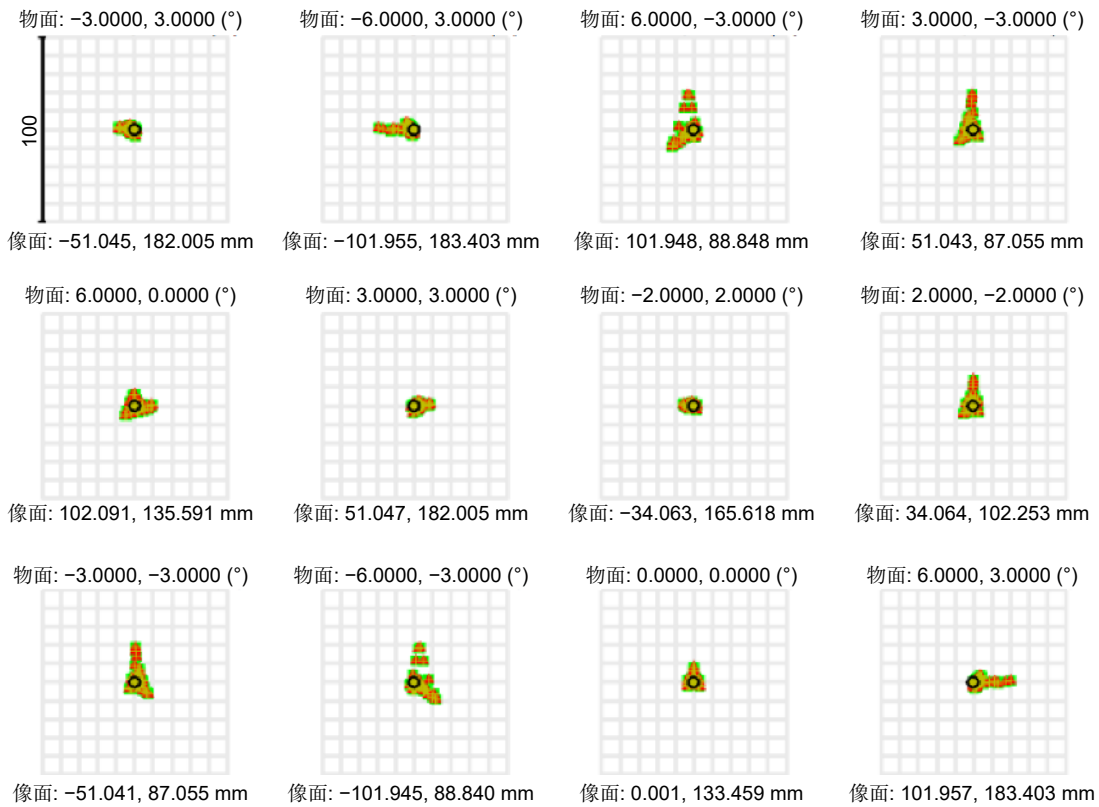 物面: −3.0000, 3.0000 (°)
物面: −6.0000, 3.0000 (°)
物面: 6.0000, −3.0000 (°)
物面: 3.0000, −3.0000 (°)
100
像面: −51.045, 182.005 mm
像面: −101.955, 183.403 mm
像面: 101.948, 88.848 mm
像面: 51.043, 87.055 mm
物面: 6.0000, 0.0000 (°)
物面: 3.0000, 3.0000 (°)
物面: −2.0000, 2.0000 (°)
物面: 2.0000, −2.0000 (°)
像面: 102.091, 135.591 mm
像面: 51.047, 182.005 mm
像面: −34.063, 165.618 mm
像面: 34.064, 102.253 mm
物面: −3.0000, −3.0000 (°)
物面: −6.0000, −3.0000 (°)
物面: 0.0000, 0.0000 (°)
物面: 6.0000, 3.0000 (°)
像面: −51.041, 87.055 mm
像面: −101.945, 88.840 mm
像面: 0.001, 133.459 mm
像面: 101.957, 183.403 mm